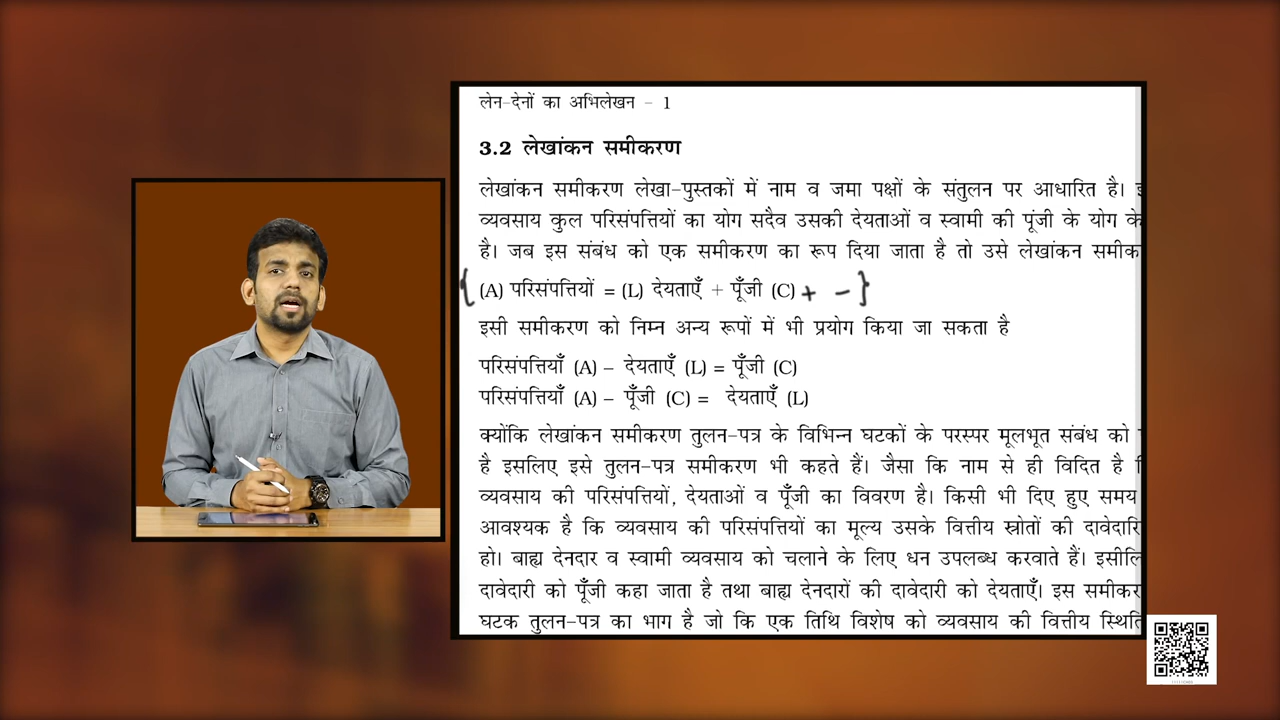 लेन-देनों का अभिलेखन - 1
3.2 लेखांकन समीकरण
लेखांकन समीकरण लेखा-पुस्तकों में नाम व जमा पक्षों के संतुलन पर आधारित है।
व्यवसाय कुल परिसंपत्तियों का योग सदैव उसकी देयताओं व स्वामी की पूंजी के योग के
है। जब इस संबंध को एक समीकरण का रूप दिया जाता है तो उसे लेखांकन समीक
{(A) परिसंपत्तियों = (L) देयताएँ + पूँजी (C) + - }
इसी समीकरण को निम्न अन्य रूपों में भी प्रयोग किया जा सकता है
परिसंपत्तियाँ (A) – देयताएँ (L) = पूँजी (C)
परिसंपत्तियाँ (A) – पूँजी (C) = देयताएँ (L)
क्योंकि लेखांकन समीकरण तुलन-पत्र के विभिन्न घटकों के परस्पर मूलभूत संबंध को
है इसलिए इसे तुलन-पत्र समीकरण भी कहते हैं। जैसा कि नाम से ही विदित है
व्यवसाय की परिसंपत्तियों, देयताओं व पूँजी का विवरण है। किसी भी दिए हुए समय
आवश्यक है कि व्यवसाय की परिसंपत्तियों का मूल्य उसके वित्तीय स्रोतों की दावेदारि
हो। बाह्य देनदार व स्वामी व्यवसाय को चलाने के लिए धन उपलब्ध करवाते हैं। इसीलि
दावेदारी को पूँजी कहा जाता है तथा बाह्य देनदारों की दावेदारी को देयताएँ। इस समीकर
घटक तुलन-पत्र का भाग है जो कि एक तिथि विशेष को व्यवसाय की वित्तीय स्थिति